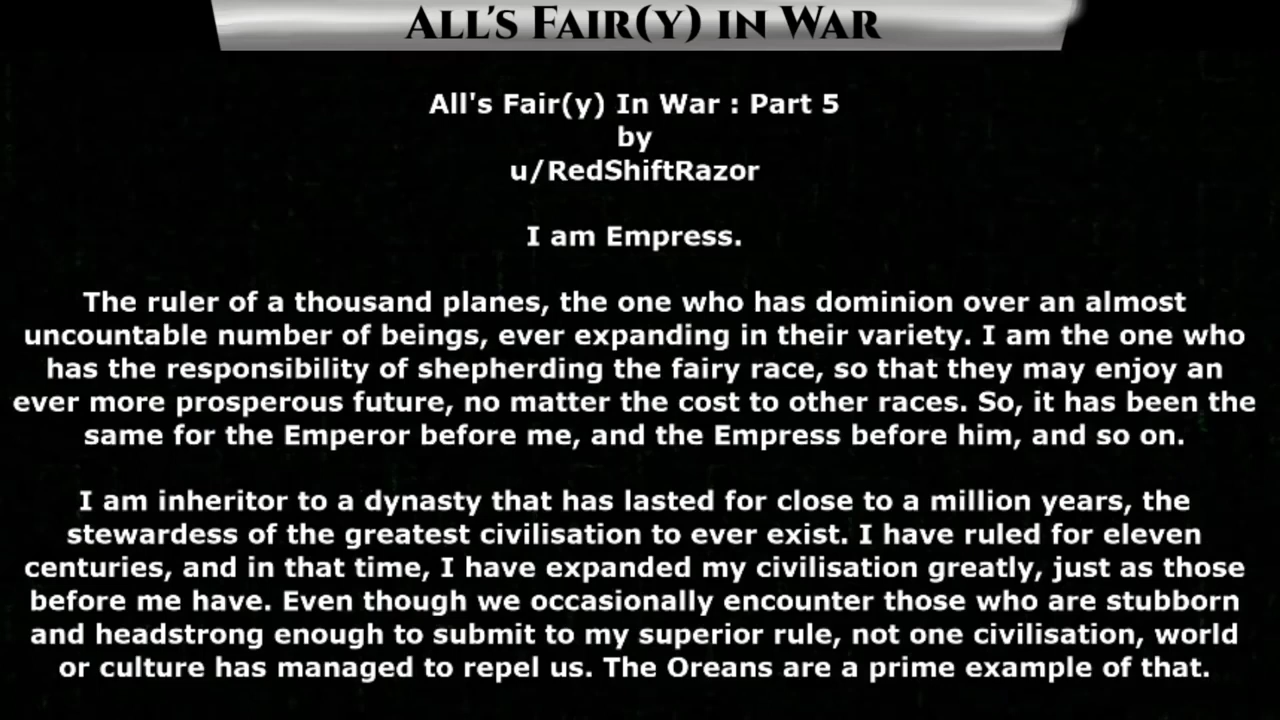 ALL'S FAIR(Y) IN WAR
All's Fair(y) In War : Part 5
by
u/RedShiftRazor
I am Empress.
The ruler of a thousand planes, the one who has dominion over an almost
uncountable number of beings, ever expanding in their variety. I am the one who
has the responsibility of shepherding the fairy race, so that they may enjoy an
ever more prosperous future, no matter the cost to other races. So, it has been the
same for the Emperor before me, and the Empress before him, and so on.
I am inheritor to a dynasty that has lasted for close to a million years, the
stewardess of the greatest civilisation to ever exist. I have ruled for eleven
centuries, and in that time, I have expanded my civilisation greatly, just as those
before me have. Even though we occasionally encounter those who are stubborn
and headstrong enough to submit to my superior rule, not one civilisation, world
or culture has managed to repel us. The Oreans are a prime example of that.